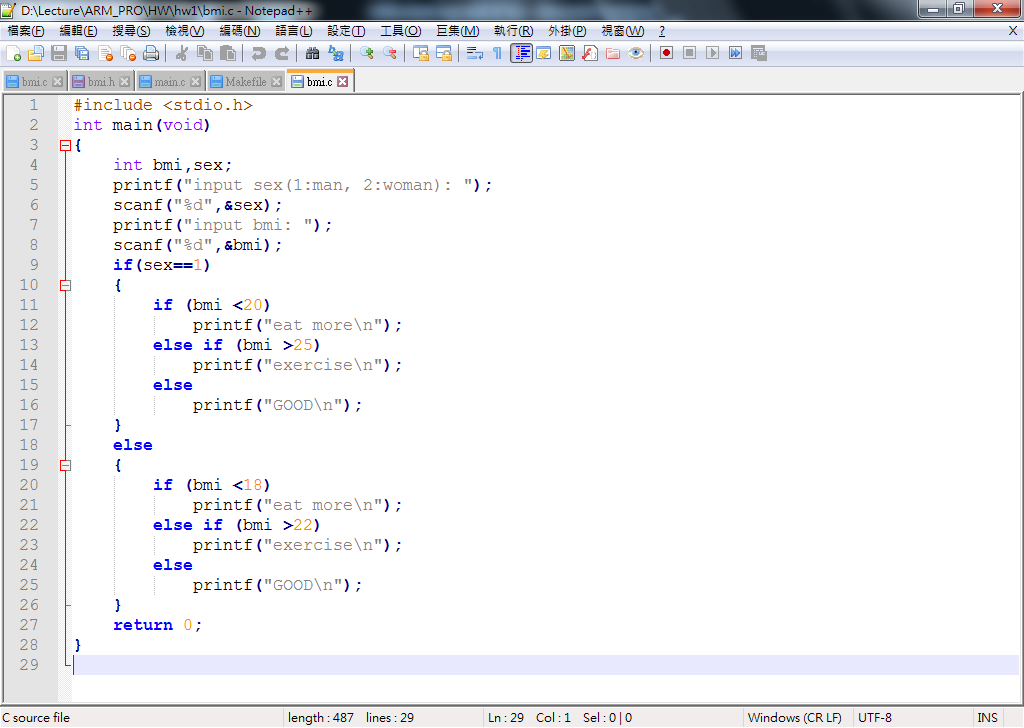 D:\Lecture\ARM_PRO\HW\hw1\bmi.c - Notepad++
檔案(F) 編輯(E) 搜尋(S) 檢視(V) 編碼(N) 語言(L) 設定(T) 工具(O) 巨集(M) 執行(R) 外掛(P) 視窗(W) ? X
bmi.c bmi.h main.c Makefile bmi.c
1 #include <stdio.h>
2 int main(void)
3 {
4     int bmi,sex;
5     printf("input sex(1:man, 2:woman): ");
6     scanf("%d",&sex);
7     printf("input bmi: ");
8     scanf("%d",&bmi);
9     if(sex==1)
10     {
11         if (bmi <20)
12             printf("eat more\n");
13         else if (bmi >25)
14             printf("exercise\n");
15         else
16             printf("GOOD\n");
17     }
18     else
19     {
20         if (bmi <18)
21             printf("eat more\n");
22         else if (bmi >22)
23             printf("exercise\n");
24         else
25             printf("GOOD\n");
26     }
27     return 0;
28 }
29
C source file length : 487 lines : 29 Ln : 29 Col : 1 Sel : 0 | 0 Windows (CR LF) UTF-8 INS